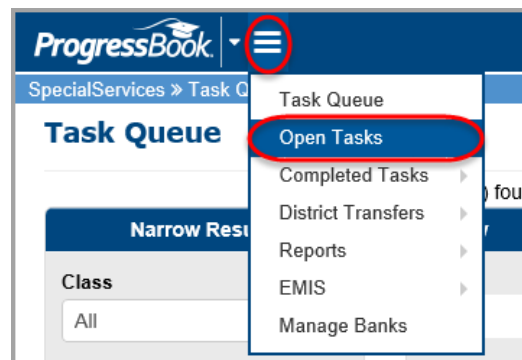 ProgressBook.
SpecialServices » Task Q
Task Queue
Task Queue
Open Tasks
Completed Tasks
) fou
District Transfers
Narrow Resu
Reports
Class
EMIS
All
Manage Banks